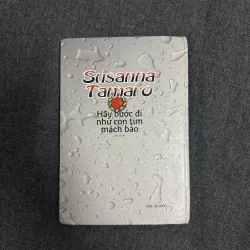 Susanna
Tamaro
Hãy bước đi
như con tim
mách bảo